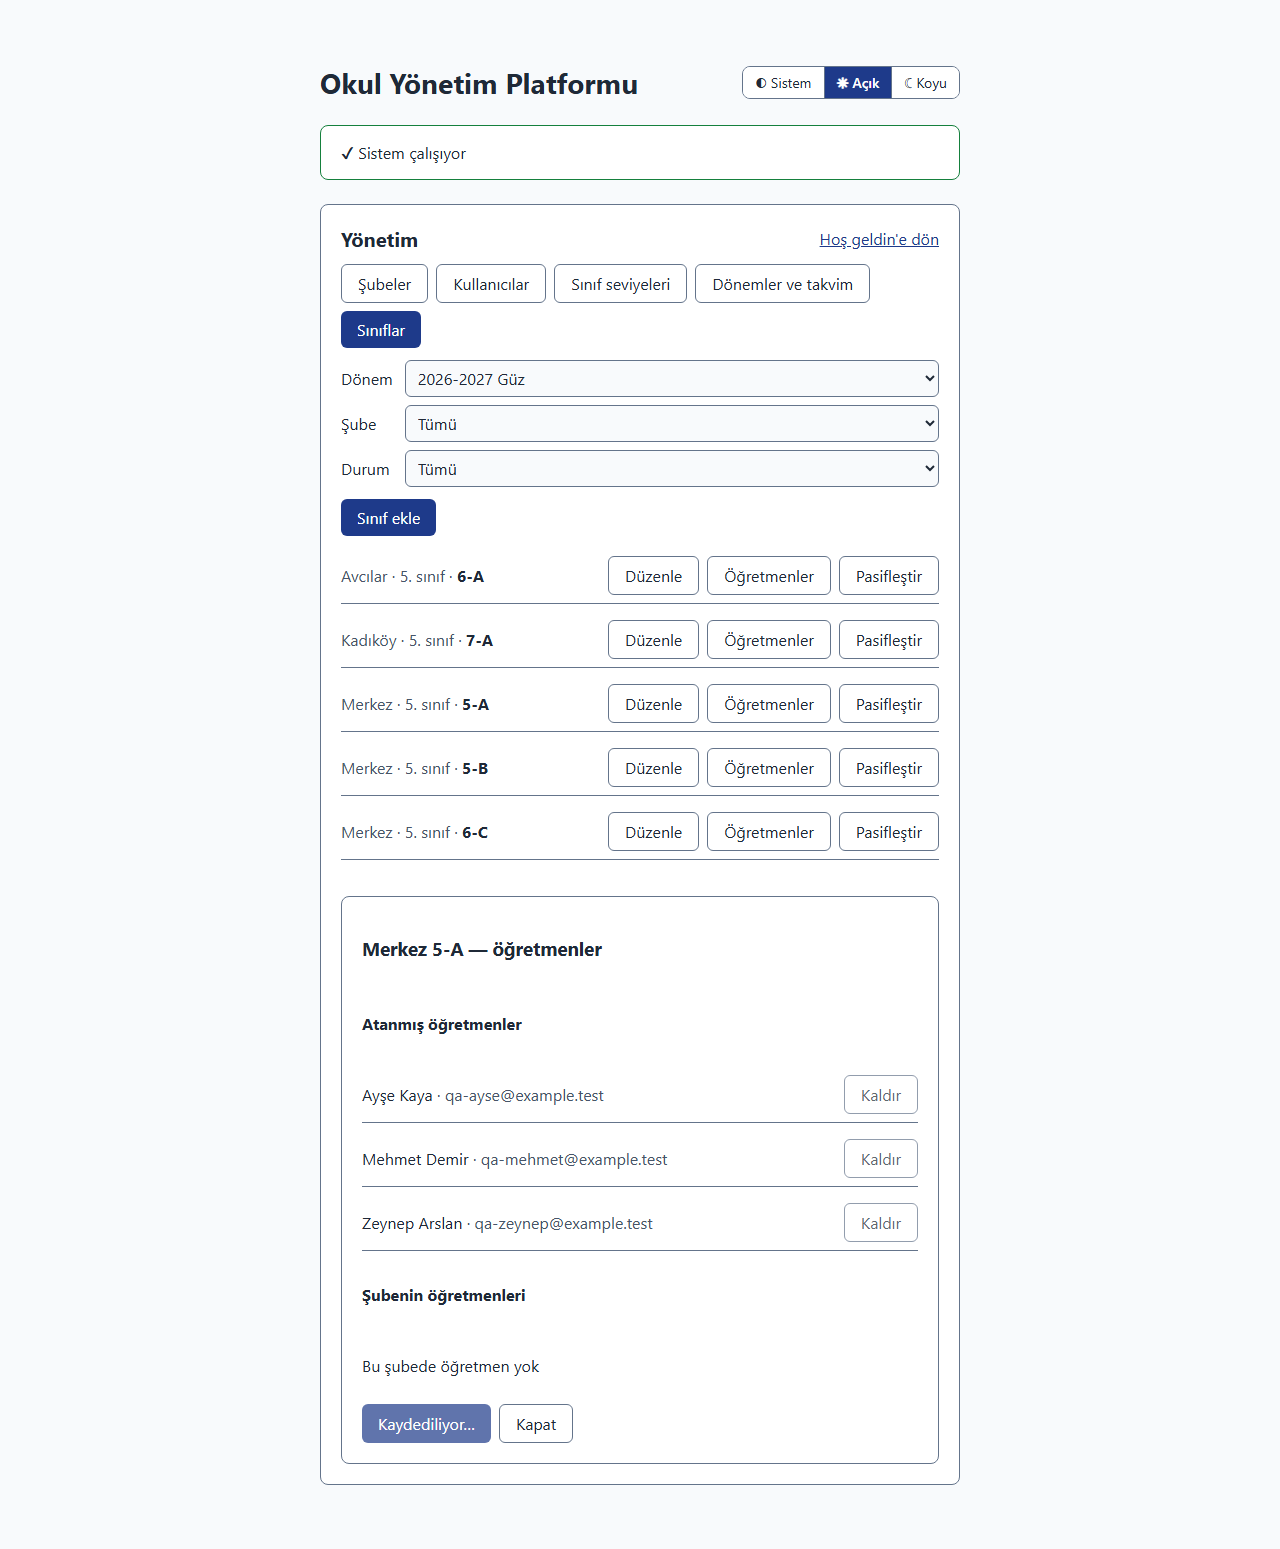 Okul Yönetim Platformu
◐ Sistem ❋ Açık ☾ Koyu
✓ Sistem çalışıyor
Yönetim
Hoş geldin'e dön
Şubeler Kullanıcılar Sınıf seviyeleri Dönemler ve takvim
Sınıflar
Dönem 2026-2027 Güz
Şube Tümü
Durum Tümü
Sınıf ekle
Avcılar · 5. sınıf · 6-A Düzenle Öğretmenler Pasifleştir
Kadıköy · 5. sınıf · 7-A Düzenle Öğretmenler Pasifleştir
Merkez · 5. sınıf · 5-A Düzenle Öğretmenler Pasifleştir
Merkez · 5. sınıf · 5-B Düzenle Öğretmenler Pasifleştir
Merkez · 5. sınıf · 6-C Düzenle Öğretmenler Pasifleştir
Merkez 5-A — öğretmenler
Atanmış öğretmenler
Ayşe Kaya · qa-ayse@example.test Kaldır
Mehmet Demir · qa-mehmet@example.test Kaldır
Zeynep Arslan · qa-zeynep@example.test Kaldır
Şubenin öğretmenleri
Bu şubede öğretmen yok
Kaydediliyor... Kapat